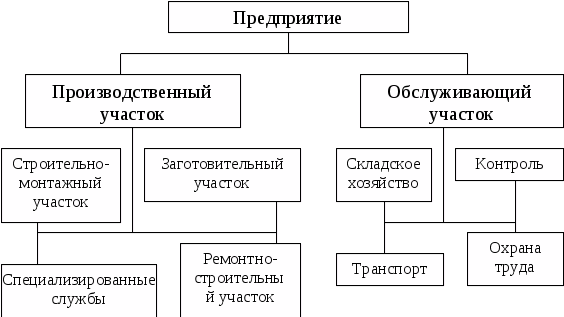 Предприятие
Производственный
участок
Обслуживающий
участок
Строительно-
монтажный
участок
Заготовительный
участок
Складское
хозяйство
Контроль
Специализированные
службы
Ремонтно-
строительны
й участок
Транспорт
Охрана
труда